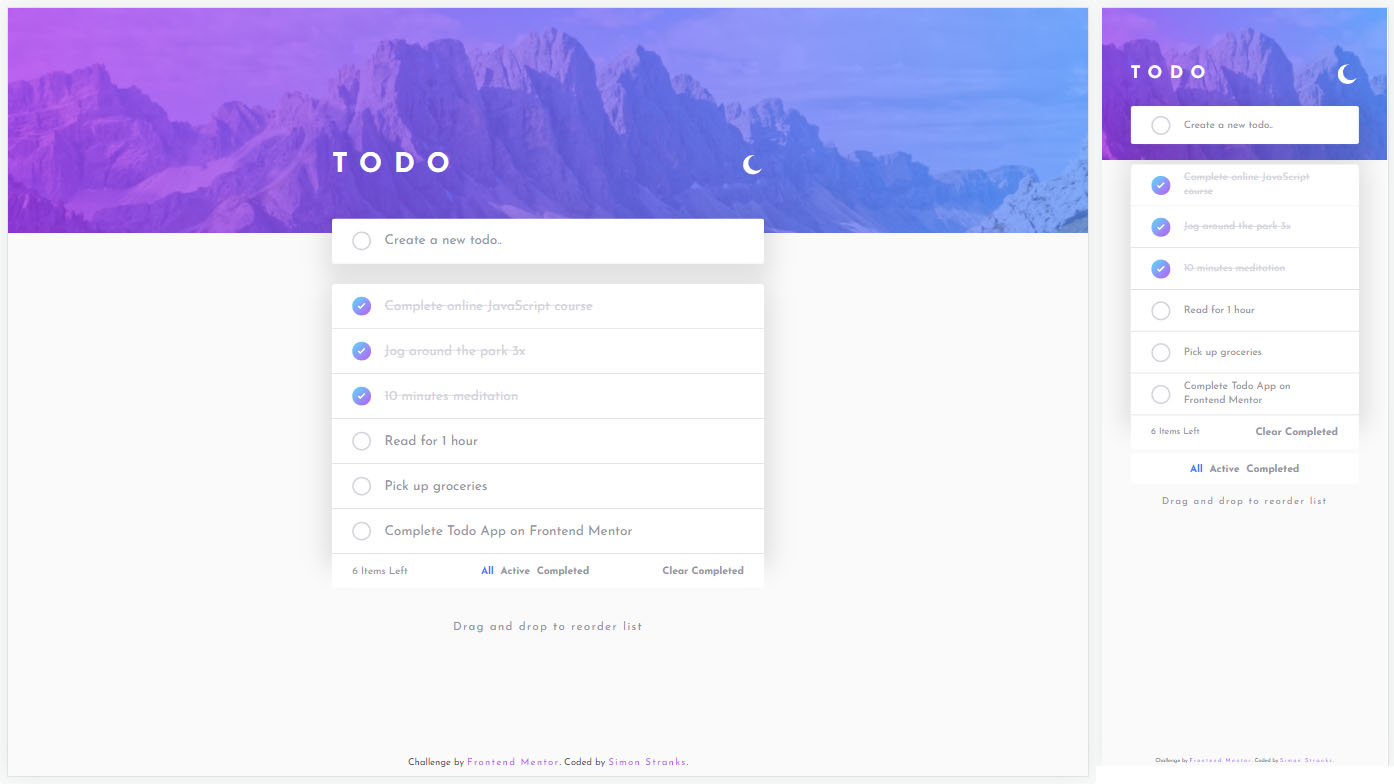 TODO
Create a new todo..
Complete online JavaScript course
Jog around the park 3x
10 minutes meditation
Read for 1 hour
Pick up groceries
Complete Todo App on Frontend Mentor
6 Items Left All Active Completed Clear Completed
Drag and drop to reorder list
Challenge by Frontend Mentor. Coded by Simon Stranks.
TODO
Create a new todo..
Complete online JavaScript
course
Jog around the park 3x
10 minutes meditation
Read for 1 hour
Pick up groceries
Complete Todo App on
Frontend Mentor
6 Items Left Clear Completed
All Active Completed
Drag and drop to reorder list
Challenge by Frontend Mentor. Coded by Simon Stranks.